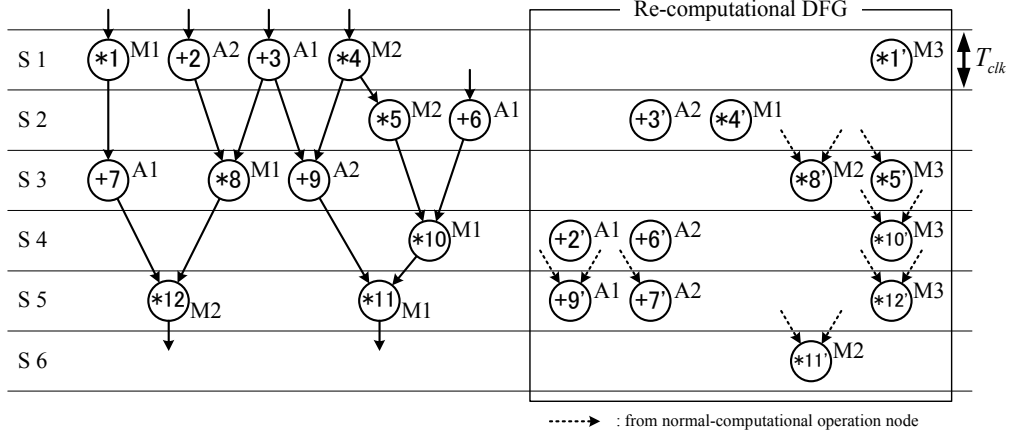 Re-computational DFG
S 1 *1 M1 +2 A2 +3 A1 *4 M2 *1' M3 T_clk
S 2 *5 M2 +6 A1 +3' A2 *4' M1
S 3 +7 A1 *8 M1 +9 A2 *8' M2 *5' M3
S 4 *10 M1 +2' A1 +6' A2 *10' M3
S 5 *12 M2 *11 M1 +9' A1 +7' A2 *12' M3
S 6 *11' M2
: from normal-computational operation node